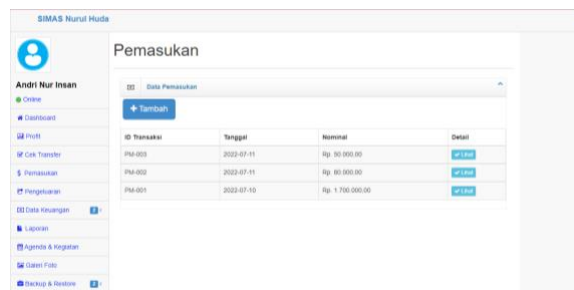 SIMAS Nurul Huda
Andri Nur Insan
Online
Dashboard
Profil
Cek Transfer
Pemasukan
Pengeluaran
Data Keuangan
Laporan
Agenda & Kegiatan
Galeri Foto
Backup & Restore
Pemasukan
Data Pemasukan
+ Tambah
ID Transaksi Tanggal Nominal Detail
PM-003 2022-07-11 Rp. 50.000,00 Lihat
PM-002 2022-07-11 Rp. 60.000,00 Lihat
PM-001 2022-07-10 Rp. 1.700.000,00 Lihat